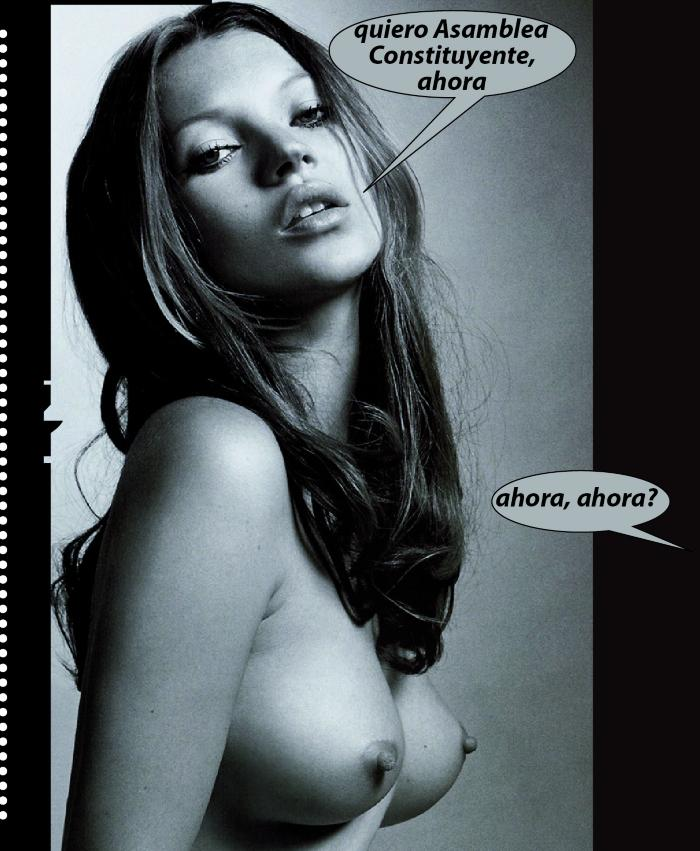 quiero Asamblea
Constituyente,
ahora
ahora, ahora?